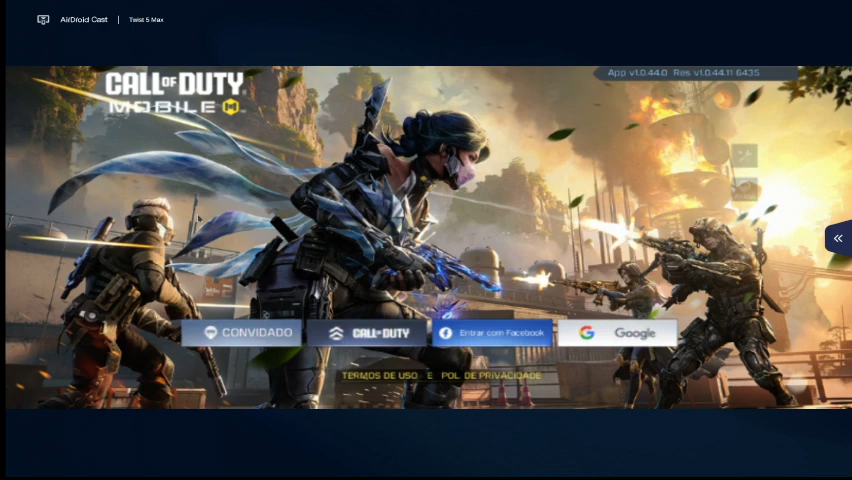 AirDroid Cast | Twist 5 Max
App v1.0.44.0 Res v1.0.44.11 6435
CALL OF DUTY
MOBILE
CONVIDADO
CALL OF DUTY
Entrar com Facebook
Google
TERMOS DE USO E POL. DE PRIVACIDADE